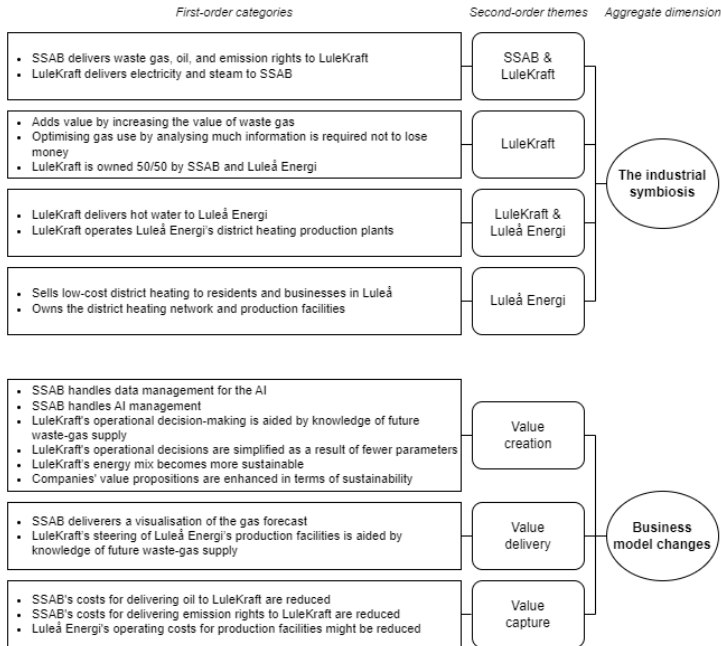 First-order categories
Second-order themes
Aggregate dimension
• SSAB delivers waste gas, oil, and emission rights to LuleKraft
• LuleKraft delivers electricity and steam to SSAB
SSAB &
LuleKraft
• Adds value by increasing the value of waste gas
• Optimising gas use by analysing much information is required not to lose
money
• LuleKraft is owned 50/50 by SSAB and Luleå Energi
LuleKraft
• LuleKraft delivers hot water to Luleå Energi
• LuleKraft operates Luleå Energi's district heating production plants
LuleKraft &
Luleå Energi
• Sells low-cost district heating to residents and businesses in Luleå
• Owns the district heating network and production facilities
Luleå Energi
The industrial
symbiosis
• SSAB handles data management for the AI
• SSAB handles AI management
• LuleKraft's operational decision-making is aided by knowledge of future
waste-gas supply
• LuleKraft's operational decisions are simplified as a result of fewer parameters
• LuleKraft's energy mix becomes more sustainable
• Companies' value propositions are enhanced in terms of sustainability
Value
creation
• SSAB deliverers a visualisation of the gas forecast
• LuleKraft's steering of Luleå Energi's production facilities is aided by
knowledge of future waste-gas supply
Value
delivery
• SSAB's costs for delivering oil to LuleKraft are reduced
• SSAB's costs for delivering emission rights to LuleKraft are reduced
• Luleå Energi's operating costs for production facilities might be reduced
Value
capture
Business
model changes